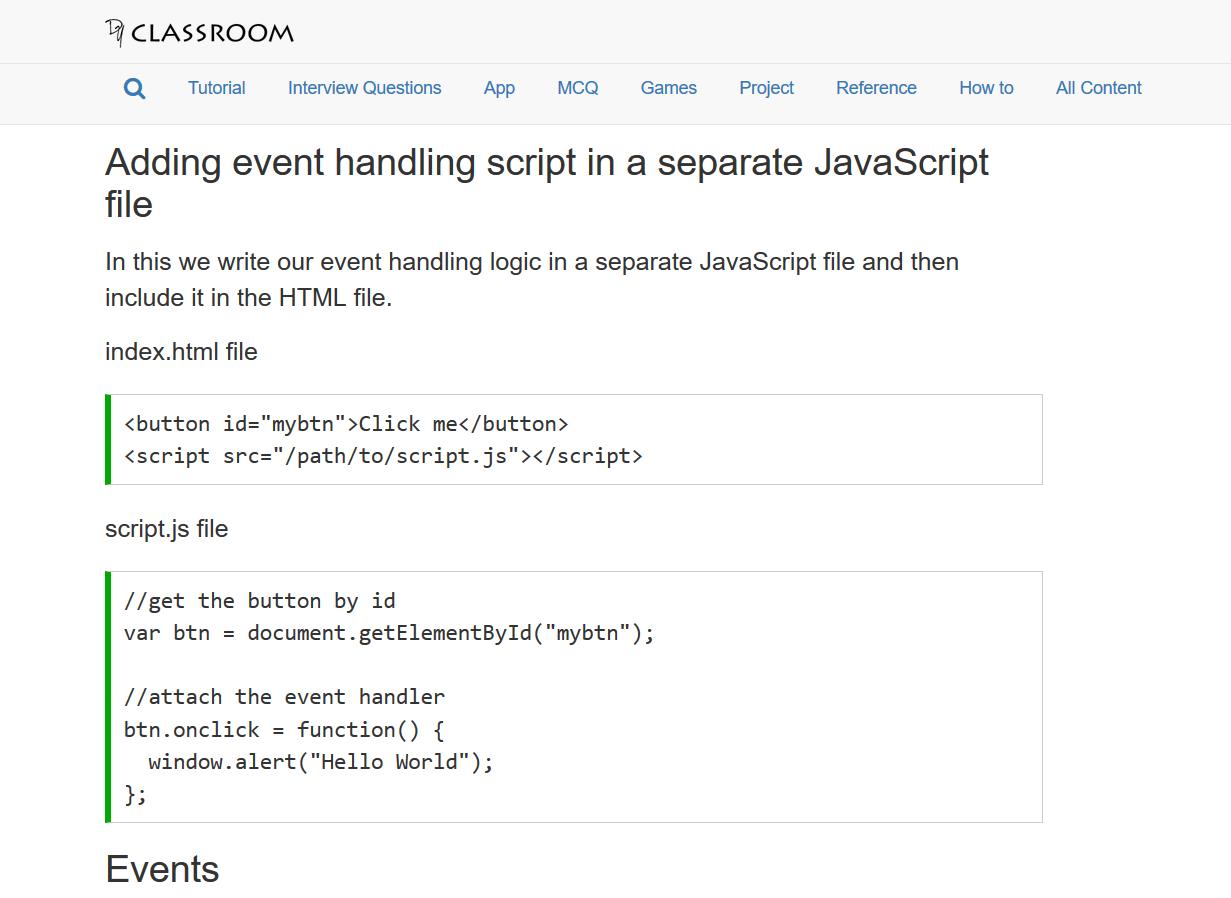 DY CLASSROOM
Tutorial Interview Questions App MCQ Games Project Reference How to All Content
Adding event handling script in a separate JavaScript
file
In this we write our event handling logic in a separate JavaScript file and then
include it in the HTML file.
index.html file
<button id="mybtn">Click me</button>
<script src="/path/to/script.js"></script>
script.js file
//get the button by id
var btn = document.getElementById("mybtn");
//attach the event handler
btn.onclick = function() {
  window.alert("Hello World");
};
Events